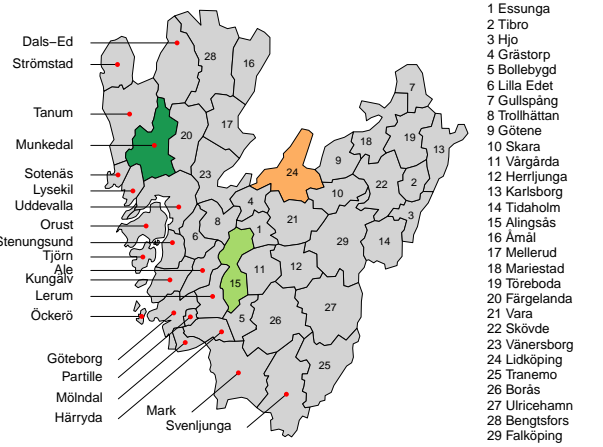 Dals–Ed
Strömstad
Tanum
Munkedal
Sotenäs
Lysekil
Uddevalla
Orust
Stenungsund
Tjörn
Ale
Kungälv
Lerum
Öckerö
Göteborg
Partille
Mölndal
Härryda
Mark
Svenljunga
28
16
7
20
17
18
19
13
9
23
24
22
2
10
4
3
8
21
1
6
29
14
11
12
15
27
5
26
25
1 Essunga
2 Tibro
3 Hjo
4 Grästorp
5 Bollebygd
6 Lilla Edet
7 Gullspång
8 Trollhättan
9 Götene
10 Skara
11 Vårgårda
12 Herrljunga
13 Karlsborg
14 Tidaholm
15 Alingsås
16 Åmål
17 Mellerud
18 Mariestad
19 Töreboda
20 Färgelanda
21 Vara
22 Skövde
23 Vänersborg
24 Lidköping
25 Tranemo
26 Borås
27 Ulricehamn
28 Bengtsfors
29 Falköping